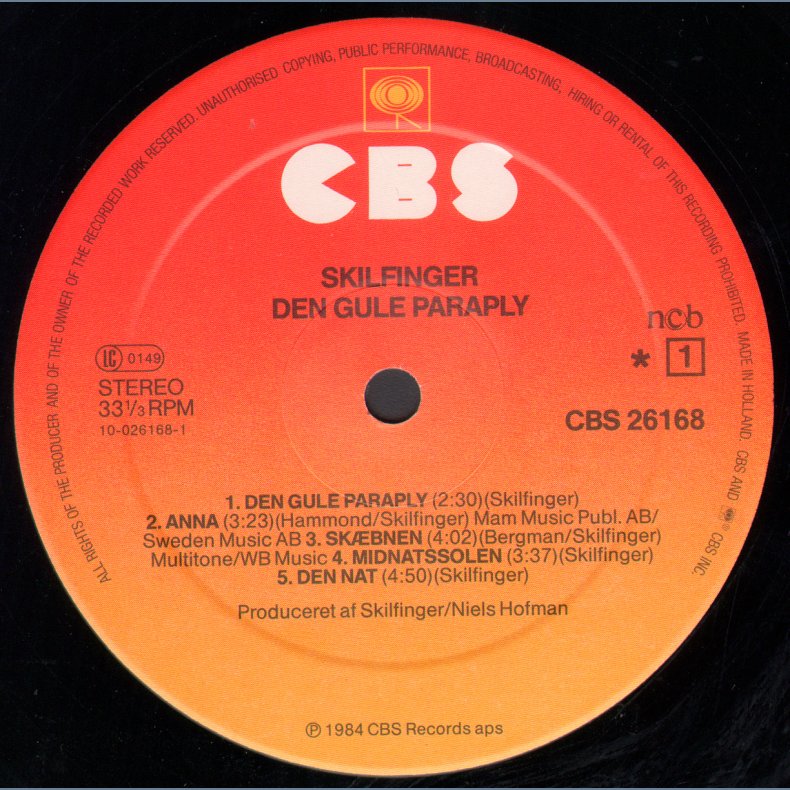 ALL RIGHTS OF THE PRODUCER AND OF THE OWNER OF THE RECORDED WORK RESERVED. UNAUTHORISED COPYING, PUBLIC PERFORMANCE, BROADCASTING, HIRING OR RENTAL OF THIS RECORDING PROHIBITED. MADE IN HOLLAND. CBS AND ® CBS INC.
CBS
SKILFINGER
DEN GULE PARAPLY
ncb
LC 0149
* 1
STEREO
33 1/3 RPM
CBS 26168
10-026168-1
1. DEN GULE PARAPLY (2:30)(Skilfinger)
2. ANNA (3:23)(Hammond/Skilfinger) Mam Music Publ. AB/
Sweden Music AB 3. SKÆBNEN (4:02)(Bergman/Skilfinger)
Multitone/WB Music 4. MIDNATSSOLEN (3:37)(Skilfinger)
5. DEN NAT (4:50)(Skilfinger)
Produceret af Skilfinger/Niels Hofman
℗ 1984 CBS Records aps